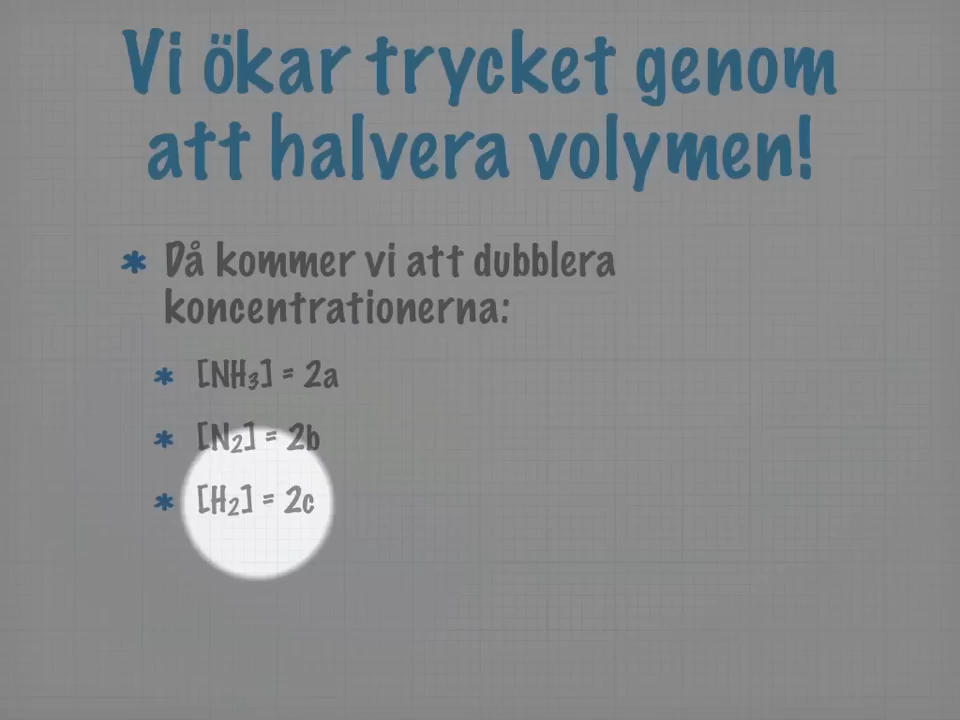 Vi ökar trycket genom
att halvera volymen!
* Då kommer vi att dubblera
koncentrationerna:
* [NH₃] = 2a
* [N₂] = 2b
* [H₂] = 2c